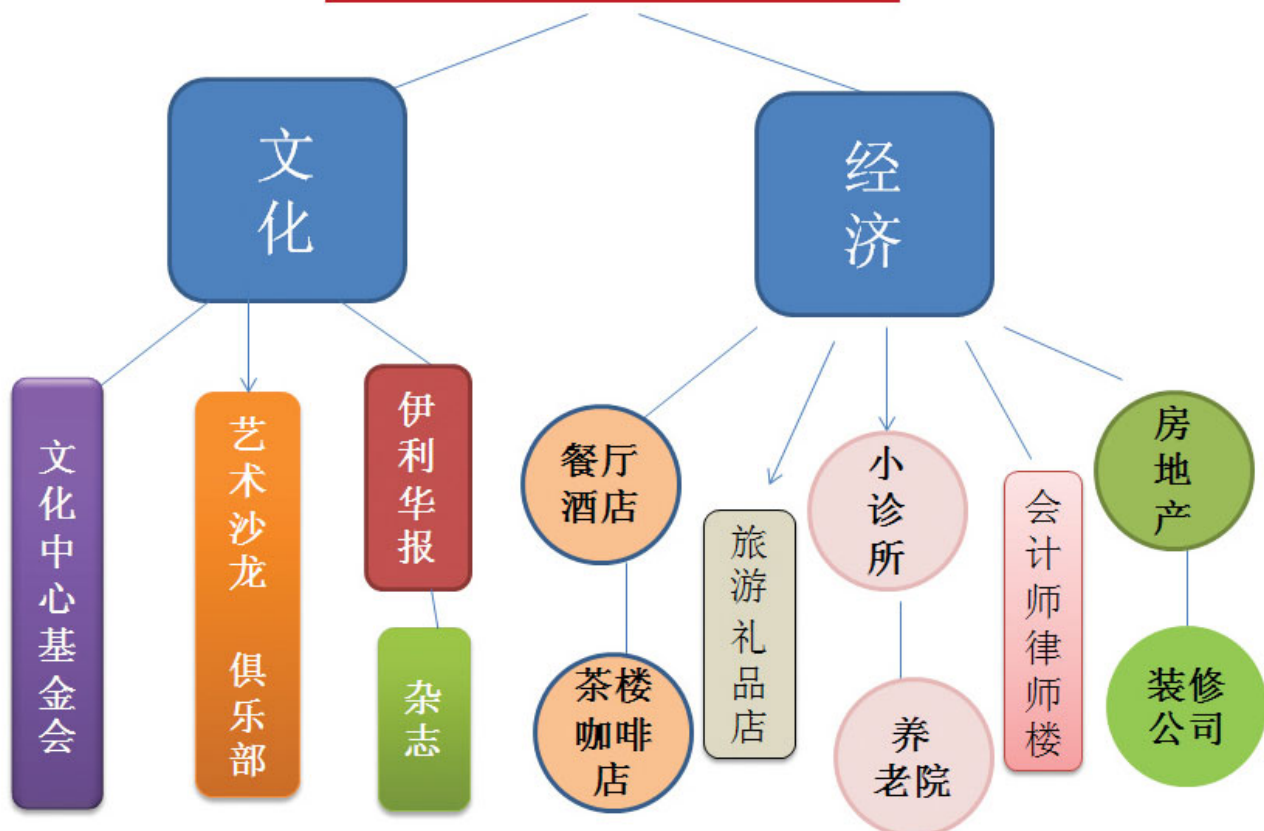 文化
经济
文化中心基金会
艺术沙龙 俱乐部
伊利华报
杂志
餐厅
酒店
茶楼
咖啡
店
旅游礼品店
小诊所
养
老院
会计师律师楼
房地产
装修
公司